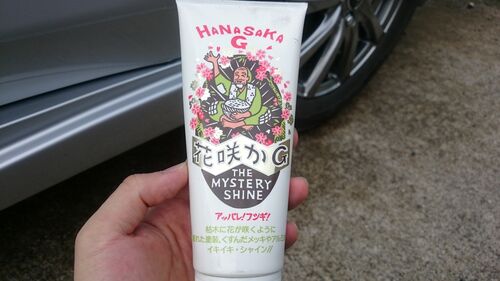 HANASAKA
G
花咲かG
THE
MYSTERY
SHINE
アッパレ!フシギ!
枯木に花が咲くように
れた塗装、くすんだメッキやアル
イキイキ・シャイン!!